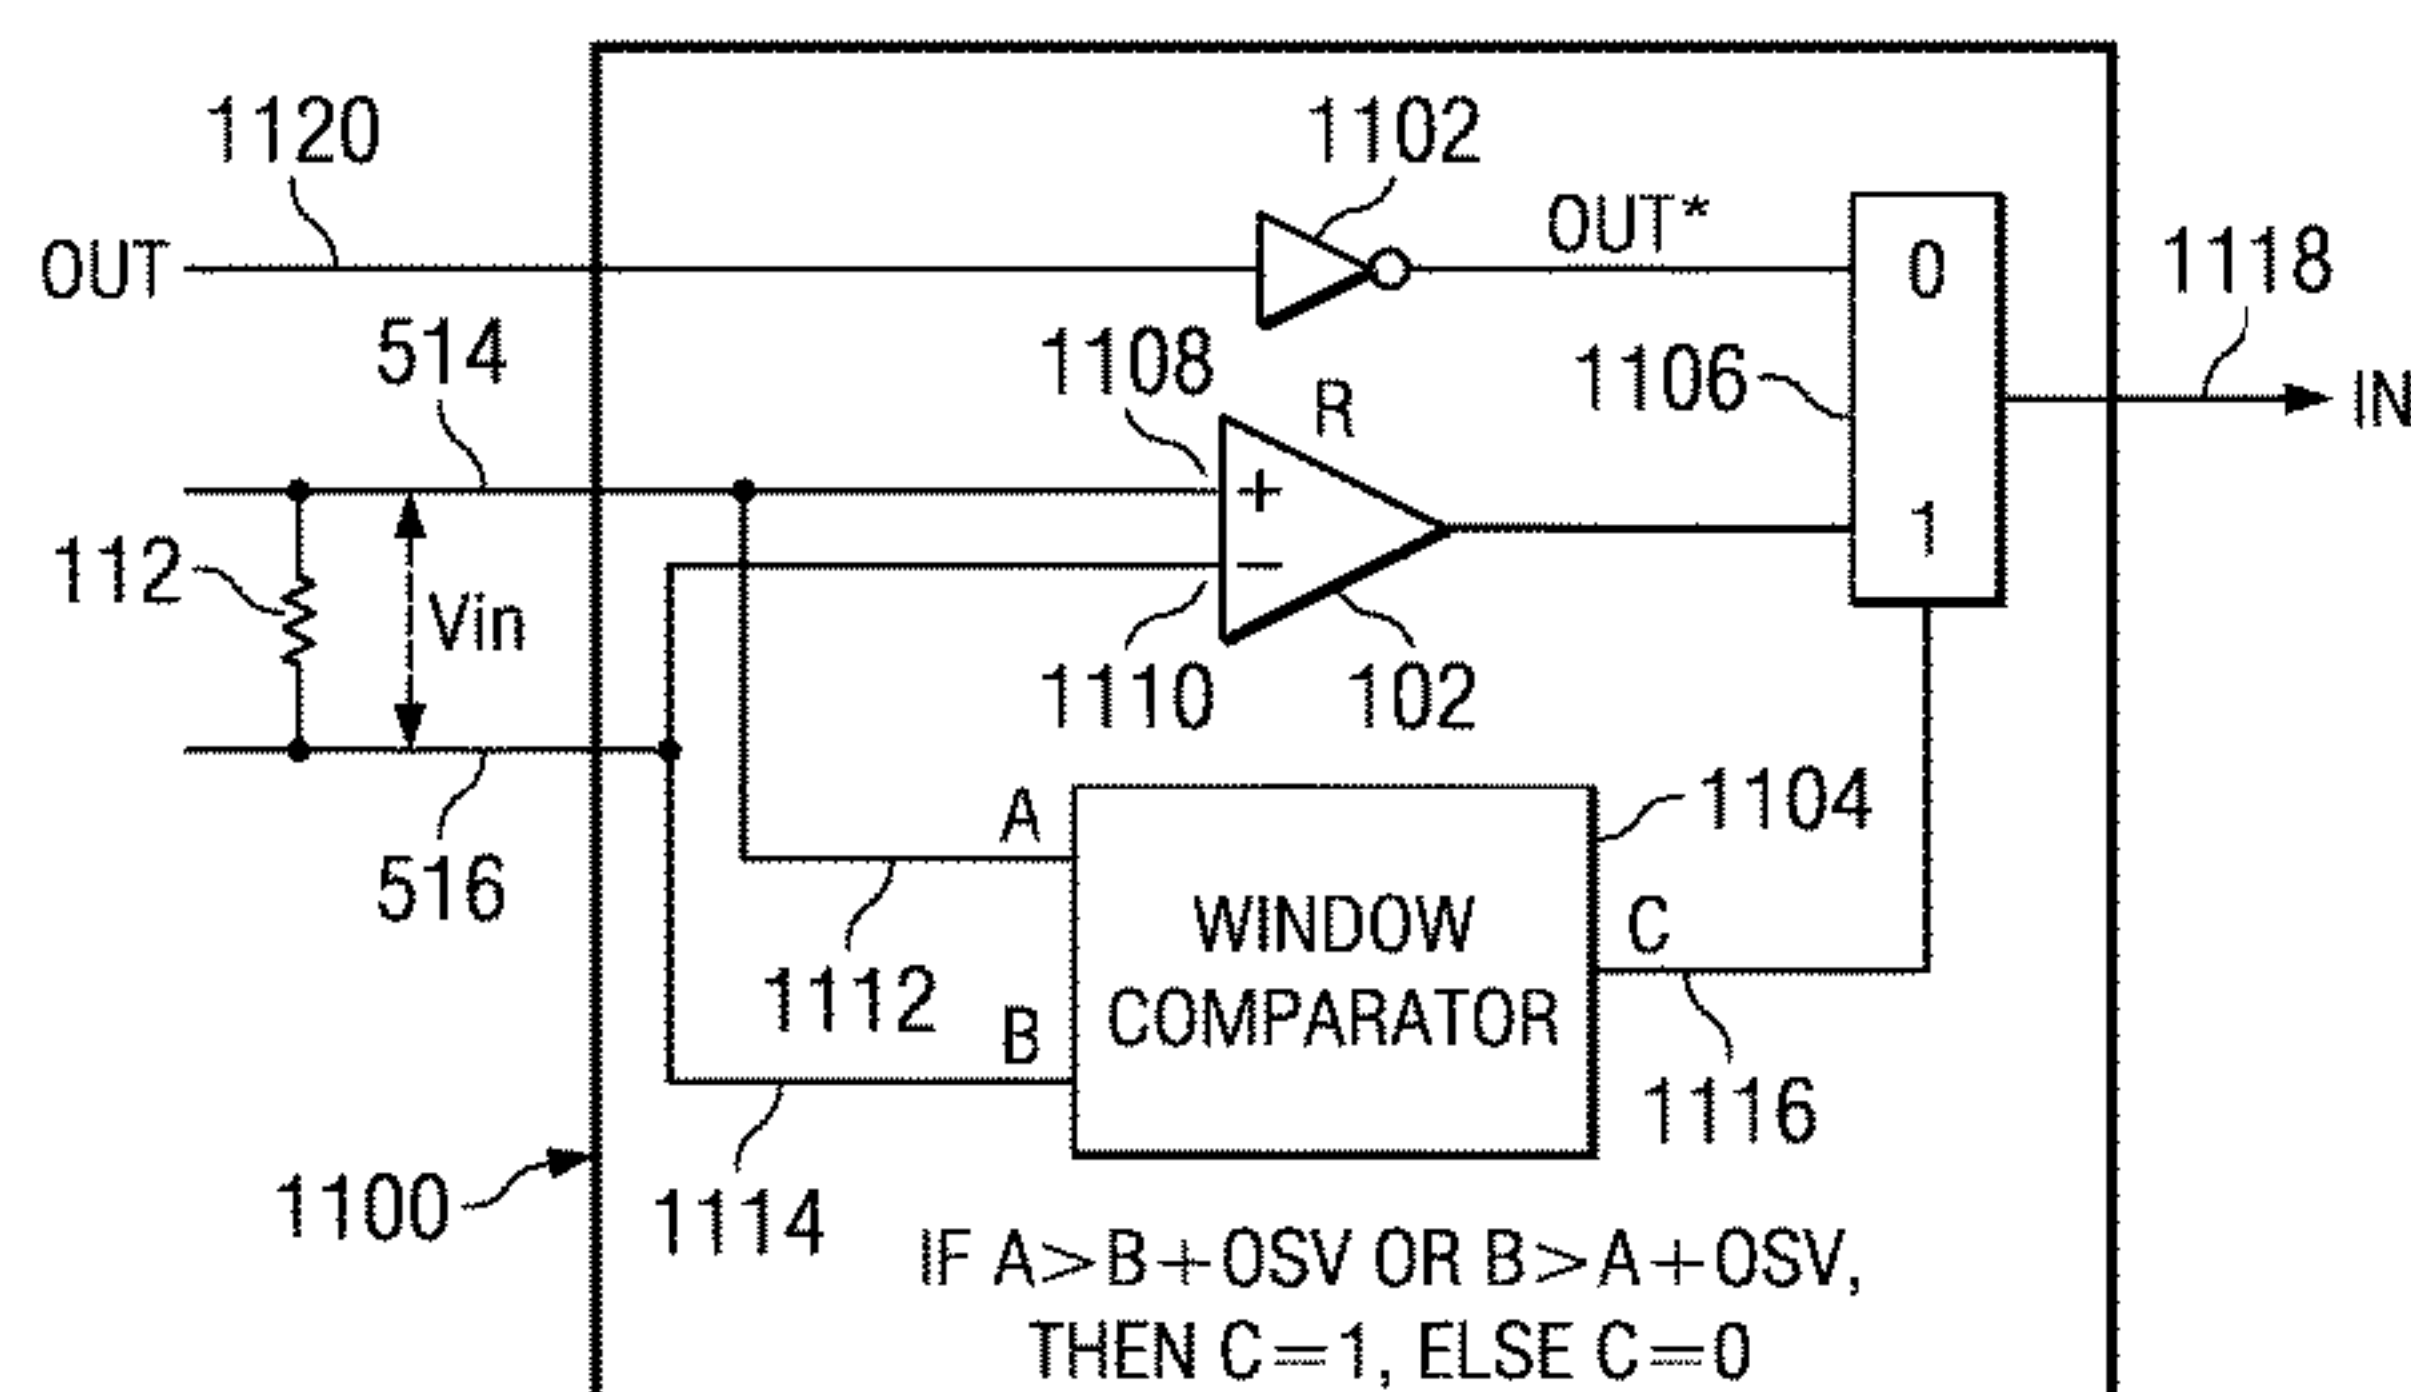 1120
1102
OUT
OUT*
0
1118
514
1108
R
1106
IN
+
1
112
Vin
−
1110
102
A
1104
516
WINDOW
COMPARATOR
C
1112
B
1116
1100
1114
IF A>B+OSV OR B>A+OSV,
THEN C=1, ELSE C=0